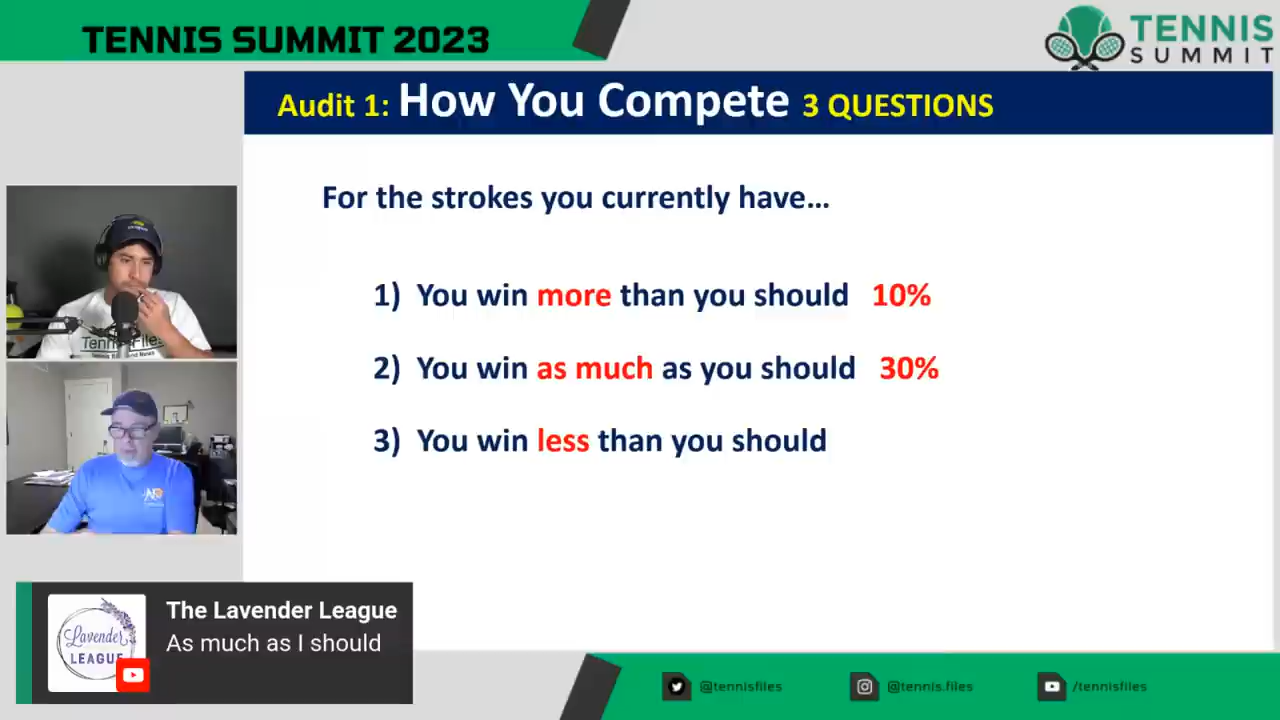 TENNIS SUMMIT 2023
TENNIS
SUMMIT
Audit 1: How You Compete 3 QUESTIONS
For the strokes you currently have...
1) You win more than you should 10%
2) You win as much as you should 30%
3) You win less than you should
The Lavender League
As much as I should
Lavender
LEAGUE
@tennisfiles
@tennis.files
/tennisfiles